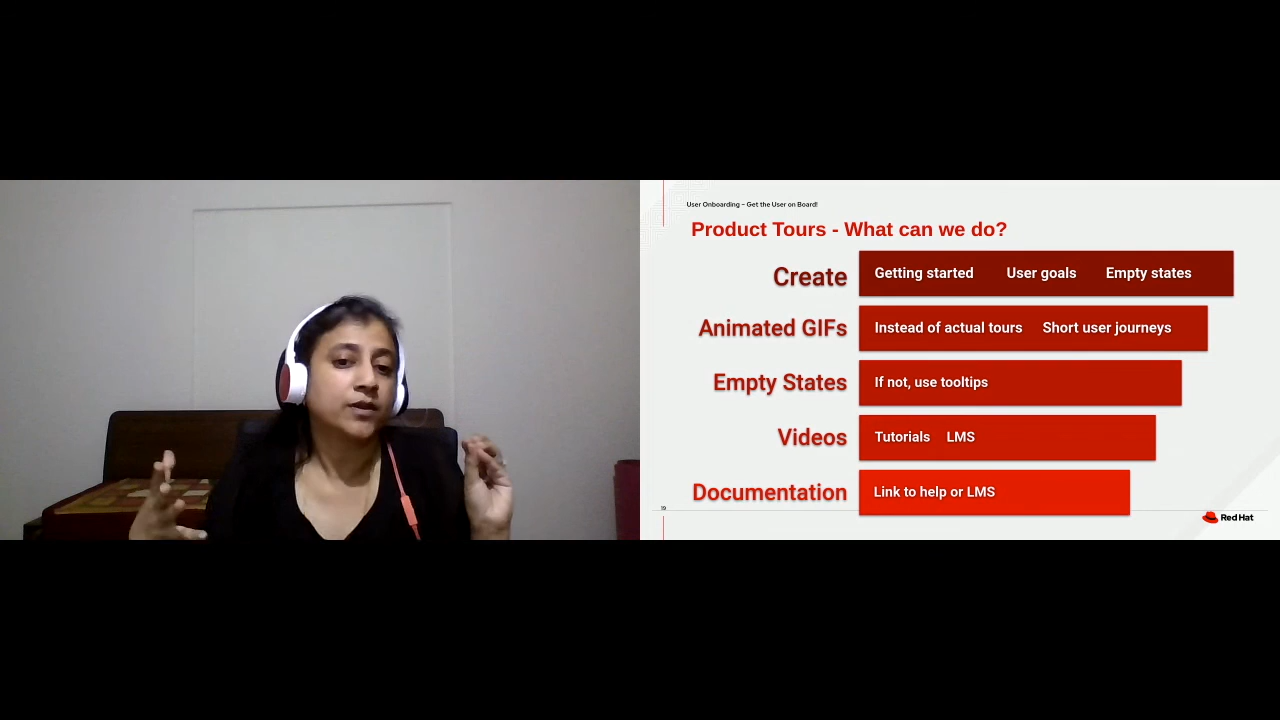 User Onboarding – Get the User on Board!
Product Tours - What can we do?
Create
Getting started User goals Empty states
Animated GIFs
Instead of actual tours Short user journeys
Empty States
If not, use tooltips
Videos
Tutorials LMS
Documentation
Link to help or LMS
19
Red Hat